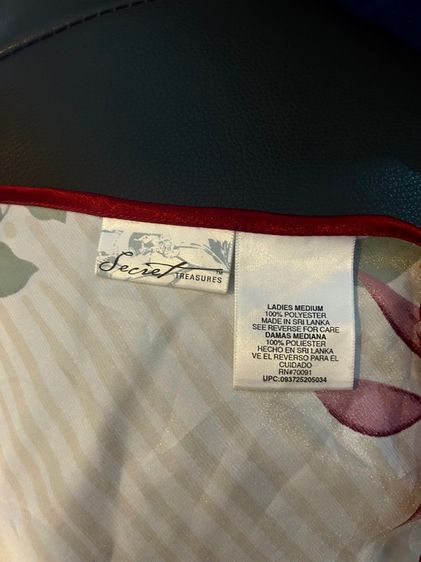 Secret
TREASURES
TM
LADIES MEDIUM
100% POLYESTER
MADE IN SRI LANKA
SEE REVERSE FOR CARE
DAMAS MEDIANA
100% POLIESTER
HECHO EN SRI LANKA
VE EL REVERSO PARA EL
CUIDADO
RN#70091
UPC:093725205034